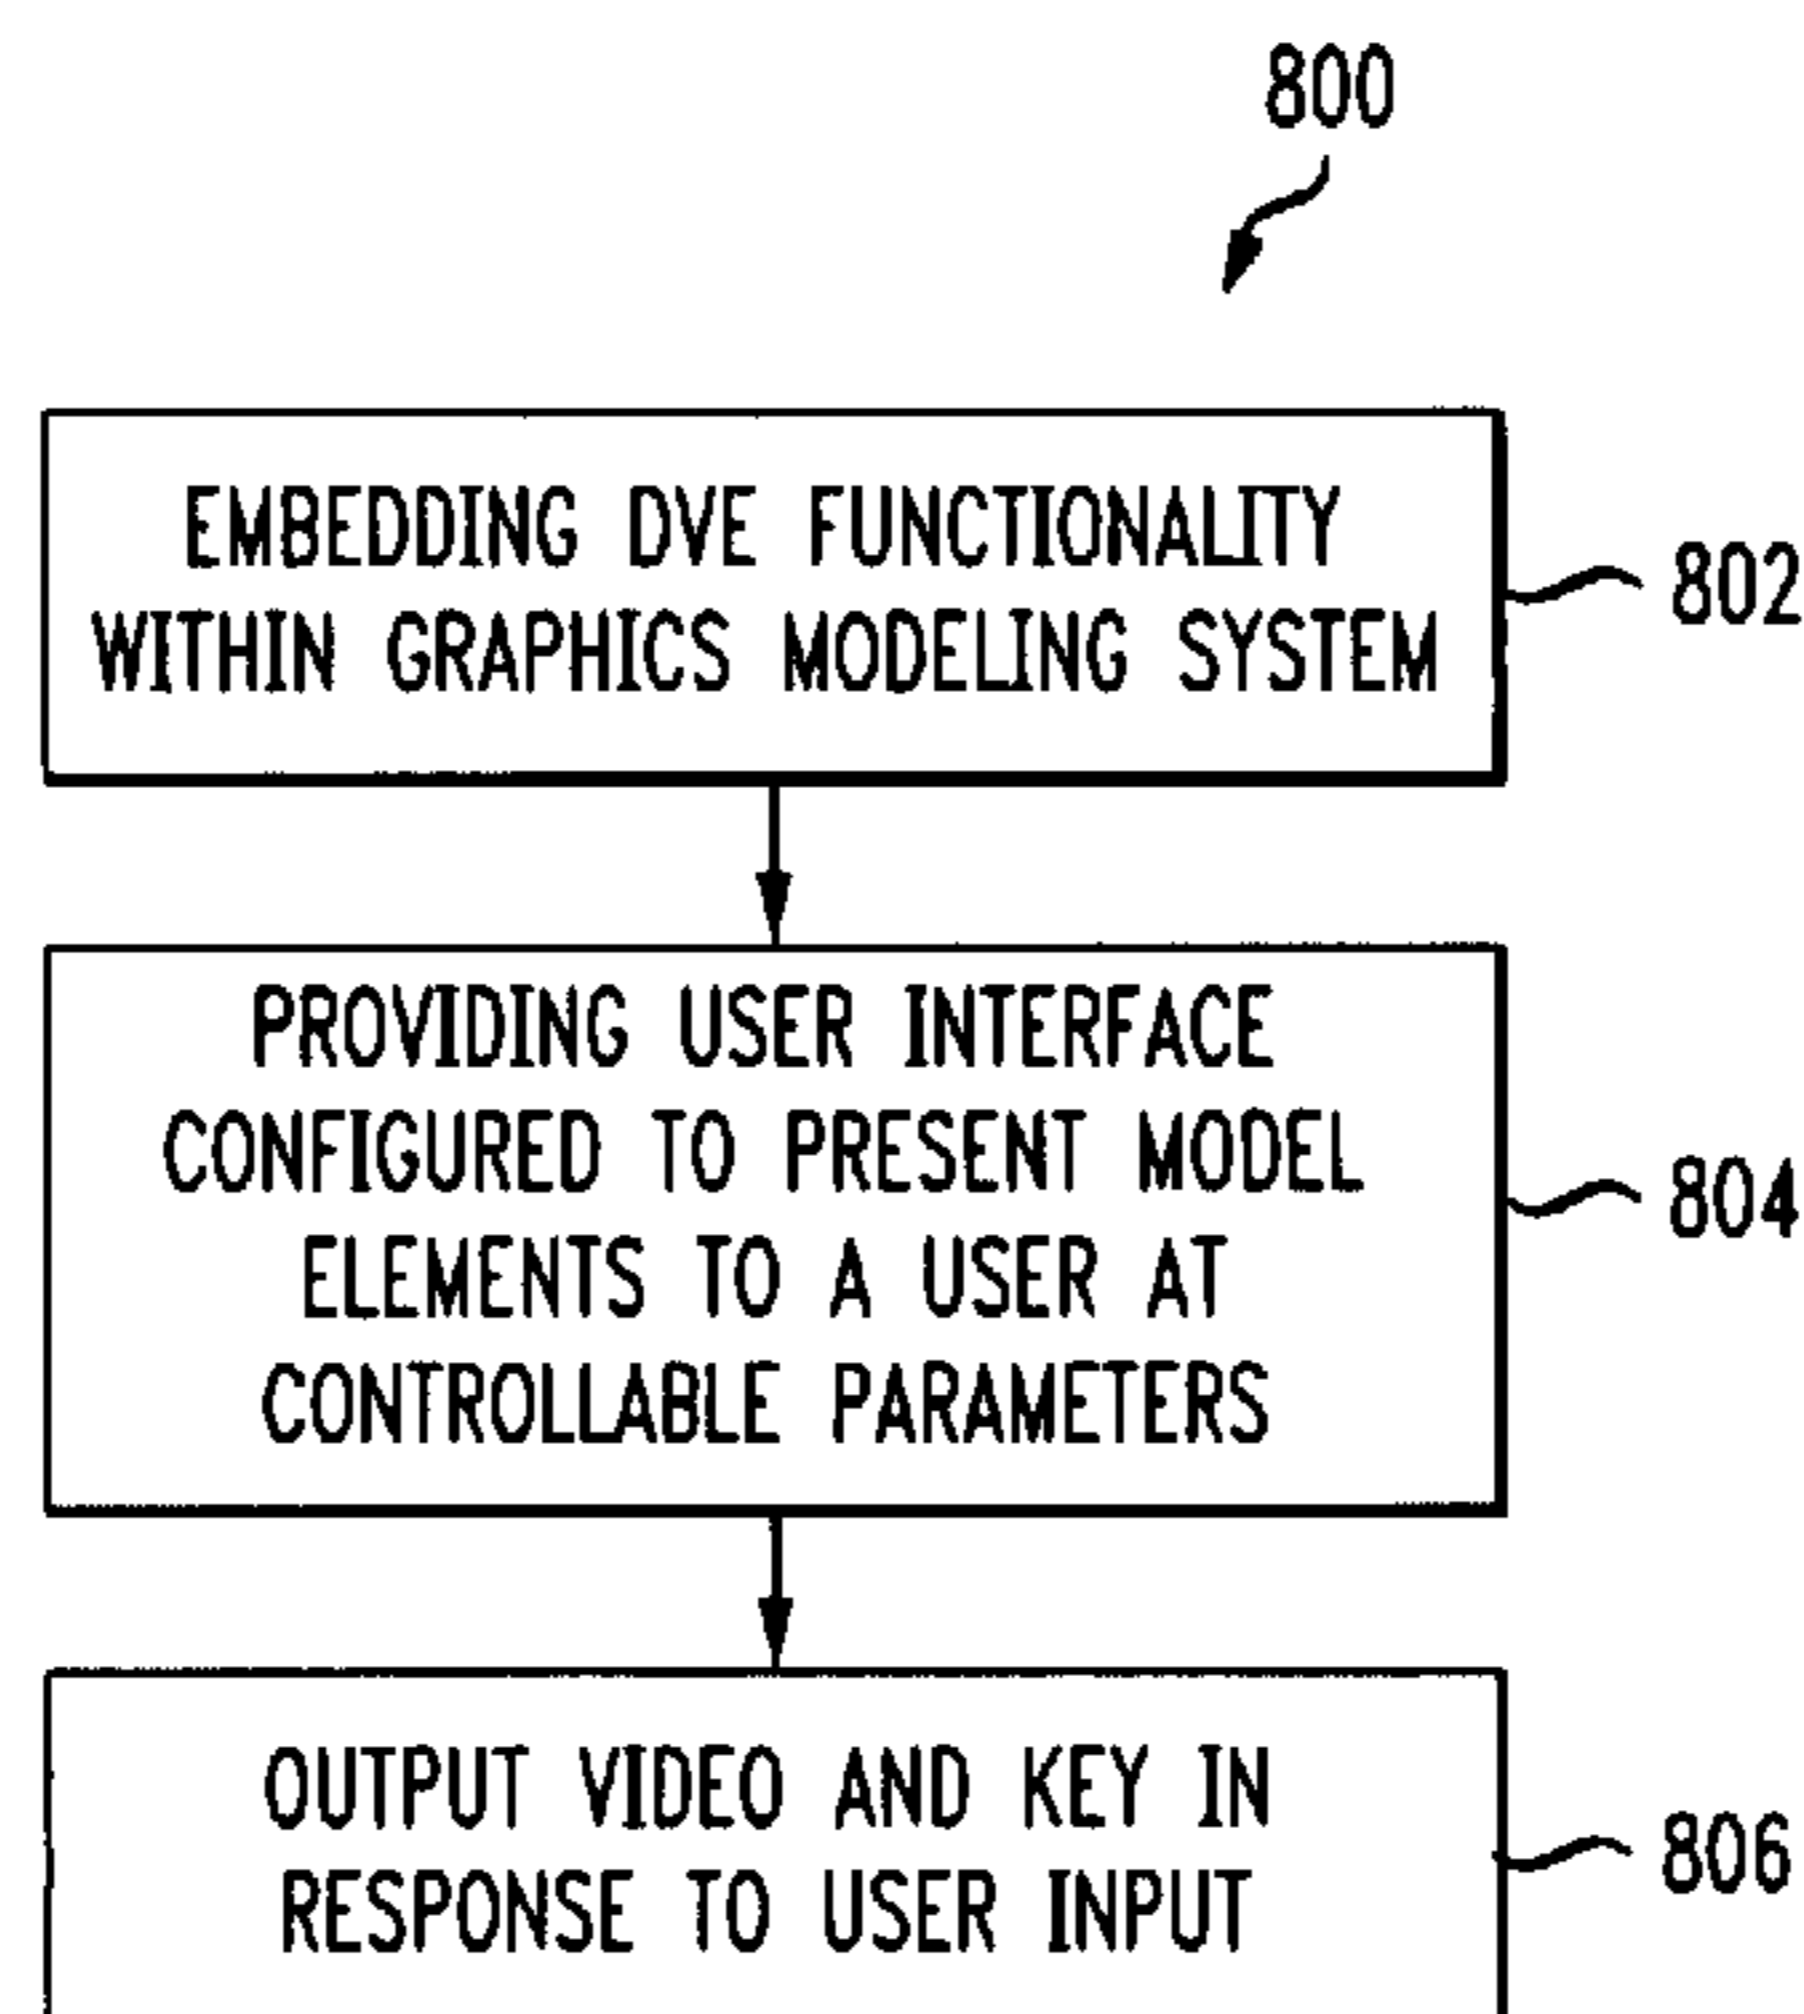 800
EMBEDDING DVE FUNCTIONALITY
WITHIN GRAPHICS MODELING SYSTEM
802
PROVIDING USER INTERFACE
CONFIGURED TO PRESENT MODEL
ELEMENTS TO A USER AT
CONTROLLABLE PARAMETERS
804
OUTPUT VIDEO AND KEY IN
RESPONSE TO USER INPUT
806